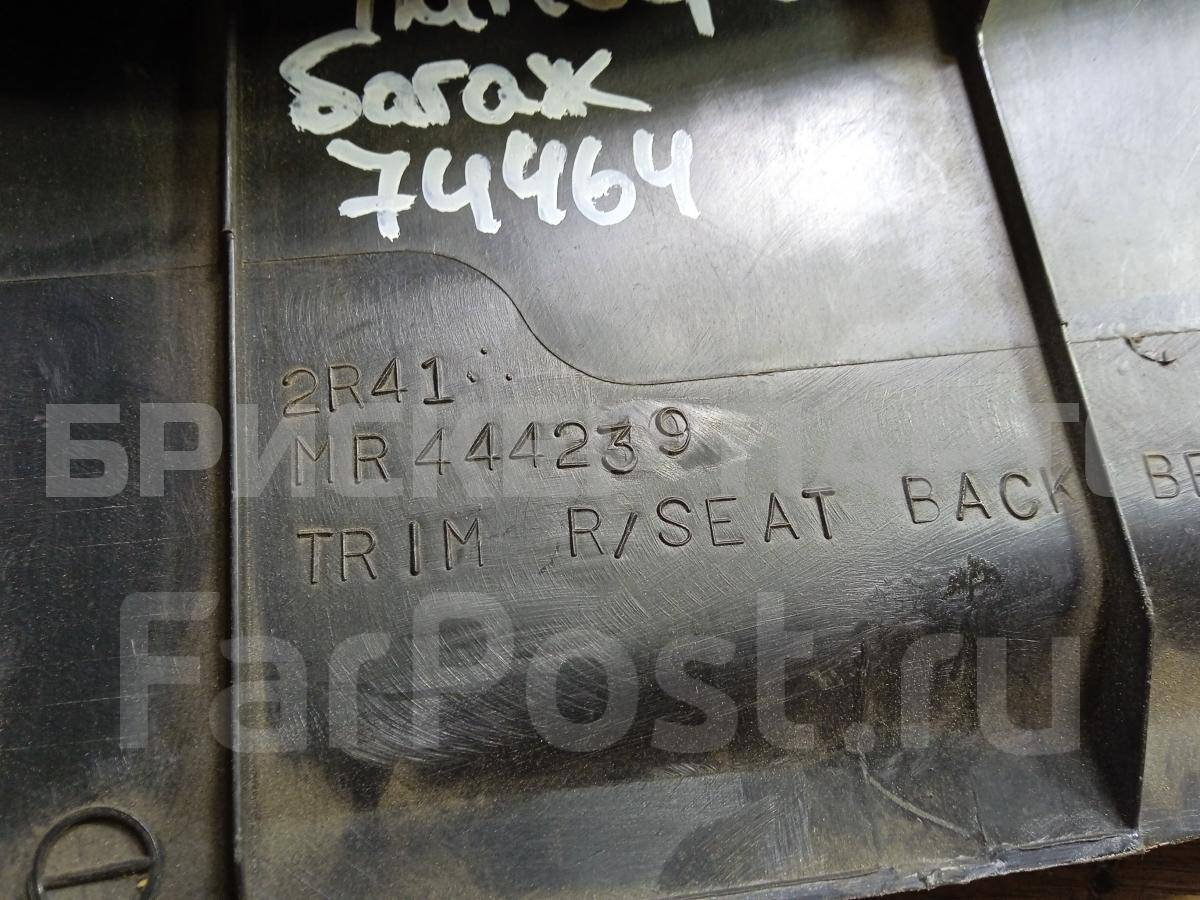 багаж
74464
2R41
MR444239
TRIM R/SEAT BACK
FarPost.ru